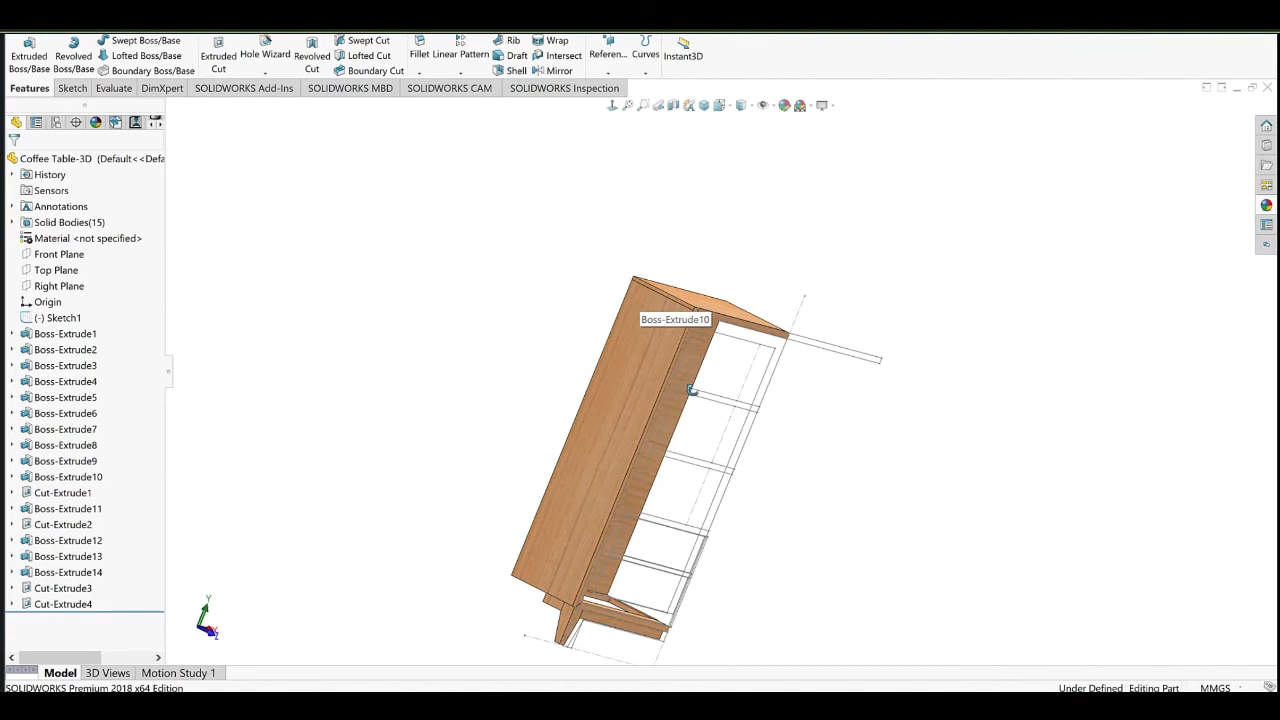 Swept Boss/Base
Swept Cut
Rib
Wrap
Extruded Boss/Base
Revolved Boss/Base
Lofted Boss/Base
Boundary Boss/Base
Extruded Cut
Hole Wizard
Revolved Cut
Lofted Cut
Boundary Cut
Fillet
Linear Pattern
Draft
Intersect
Shell
Mirror
Referen...
Curves
Instant3D
Features
Sketch
Evaluate
DimXpert
SOLIDWORKS Add-Ins
SOLIDWORKS MBD
SOLIDWORKS CAM
SOLIDWORKS Inspection
Coffee Table-3D (Default<<Defa
History
Sensors
Annotations
Solid Bodies(15)
Material <not specified>
Front Plane
Top Plane
Right Plane
Origin
(-) Sketch1
Boss-Extrude1
Boss-Extrude2
Boss-Extrude3
Boss-Extrude4
Boss-Extrude5
Boss-Extrude6
Boss-Extrude7
Boss-Extrude8
Boss-Extrude9
Boss-Extrude10
Cut-Extrude1
Boss-Extrude11
Cut-Extrude2
Boss-Extrude12
Boss-Extrude13
Boss-Extrude14
Cut-Extrude3
Cut-Extrude4
Boss-Extrude10
Y
Z
Model
3D Views
Motion Study 1
SOLIDWORKS Premium 2018 x64 Edition
Under Defined
Editing Part
MMGS